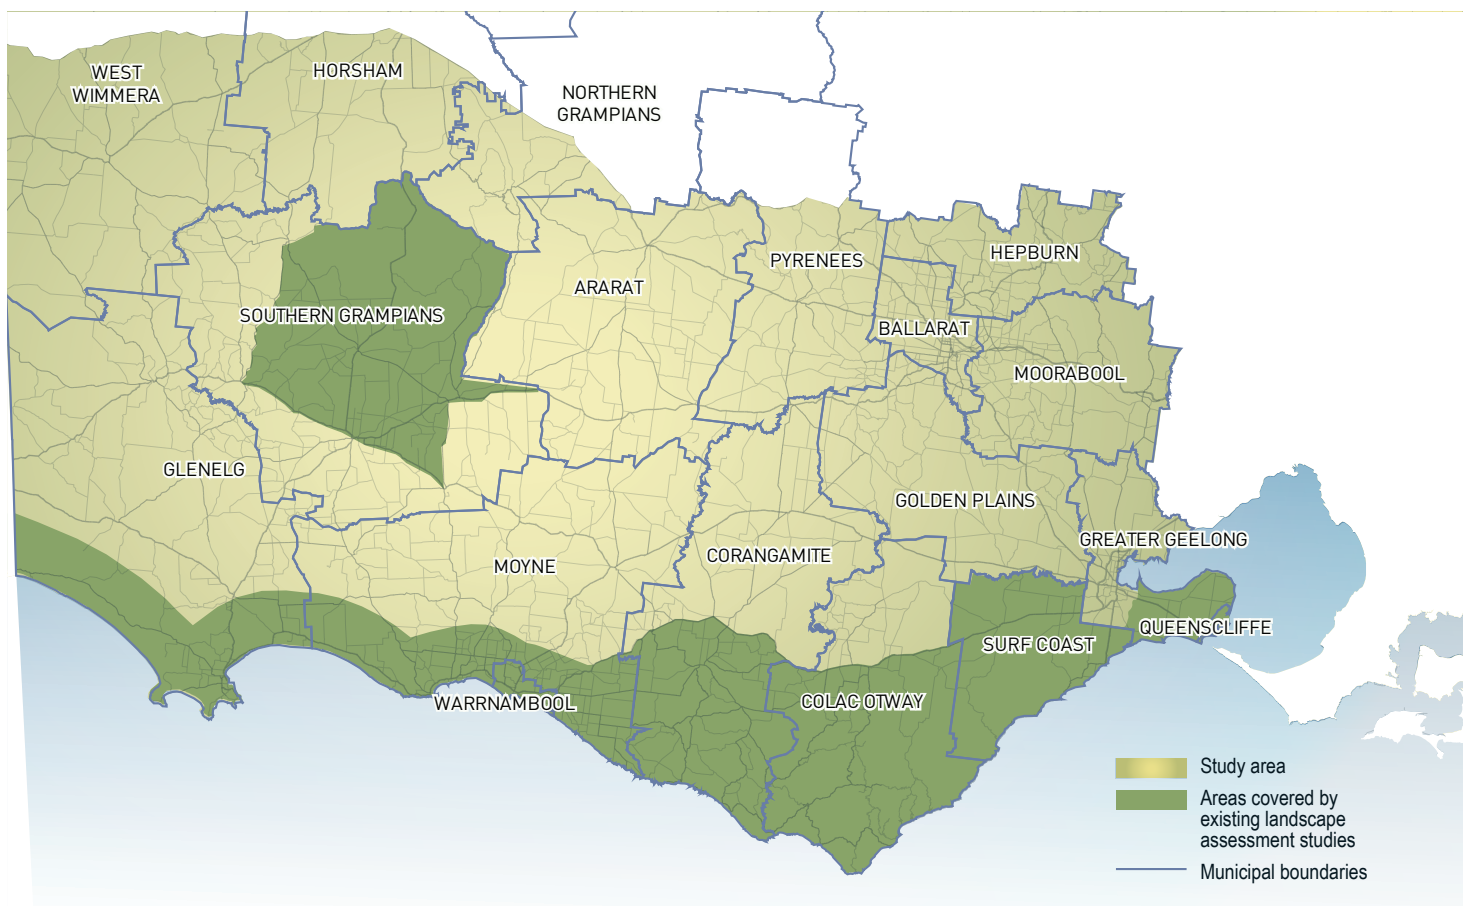 WEST
WIMMERA
HORSHAM
NORTHERN
GRAMPIANS
HEPBURN
PYRENEES
ARARAT
SOUTHERN GRAMPIANS
BALLARAT
MOORABOOL
GLENELG
GOLDEN PLAINS
GREATER GEELONG
CORANGAMITE
MOYNE
QUEENSCLIFFE
SURF COAST
COLAC OTWAY
WARRNAMBOOL
Study area
Areas covered by
existing landscape
assessment studies
Municipal boundaries